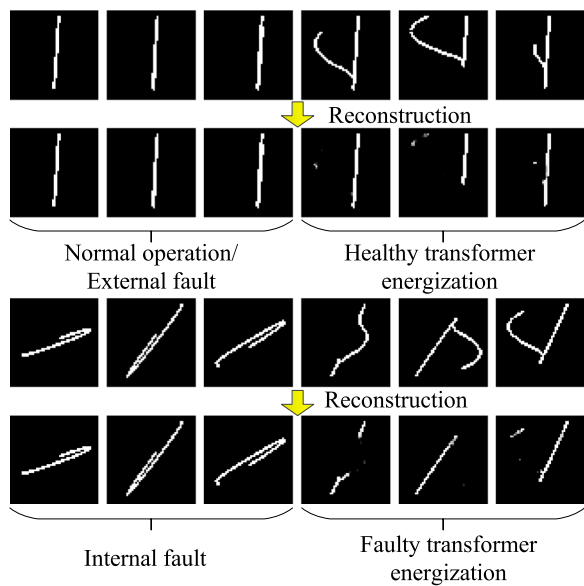 Reconstruction
Normal operation/
External fault
Healthy transformer
energization
Reconstruction
Internal fault
Faulty transformer
energization